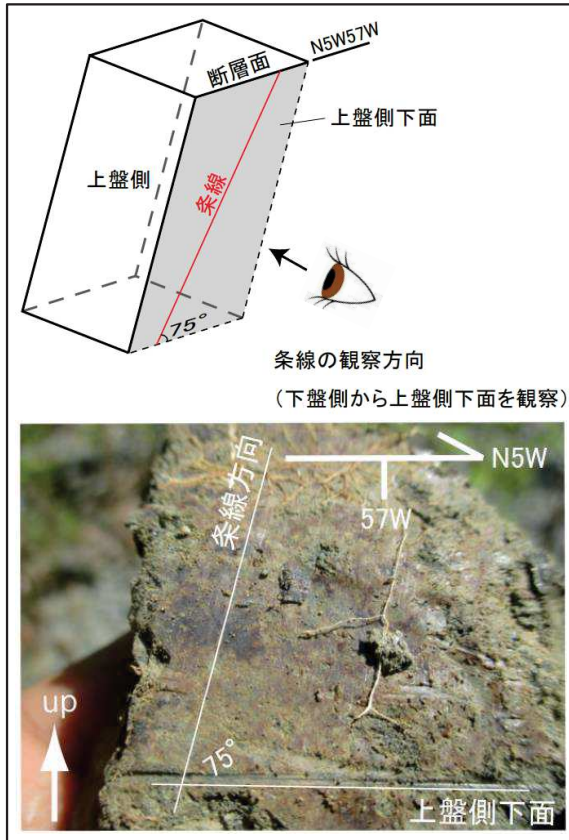 N5W57W
断層面
上盤側下面
上盤側
条線
75°
条線の観察方向
(下盤側から上盤側下面を観察)
条線方向
N5W
57W
up
75°
上盤側下面